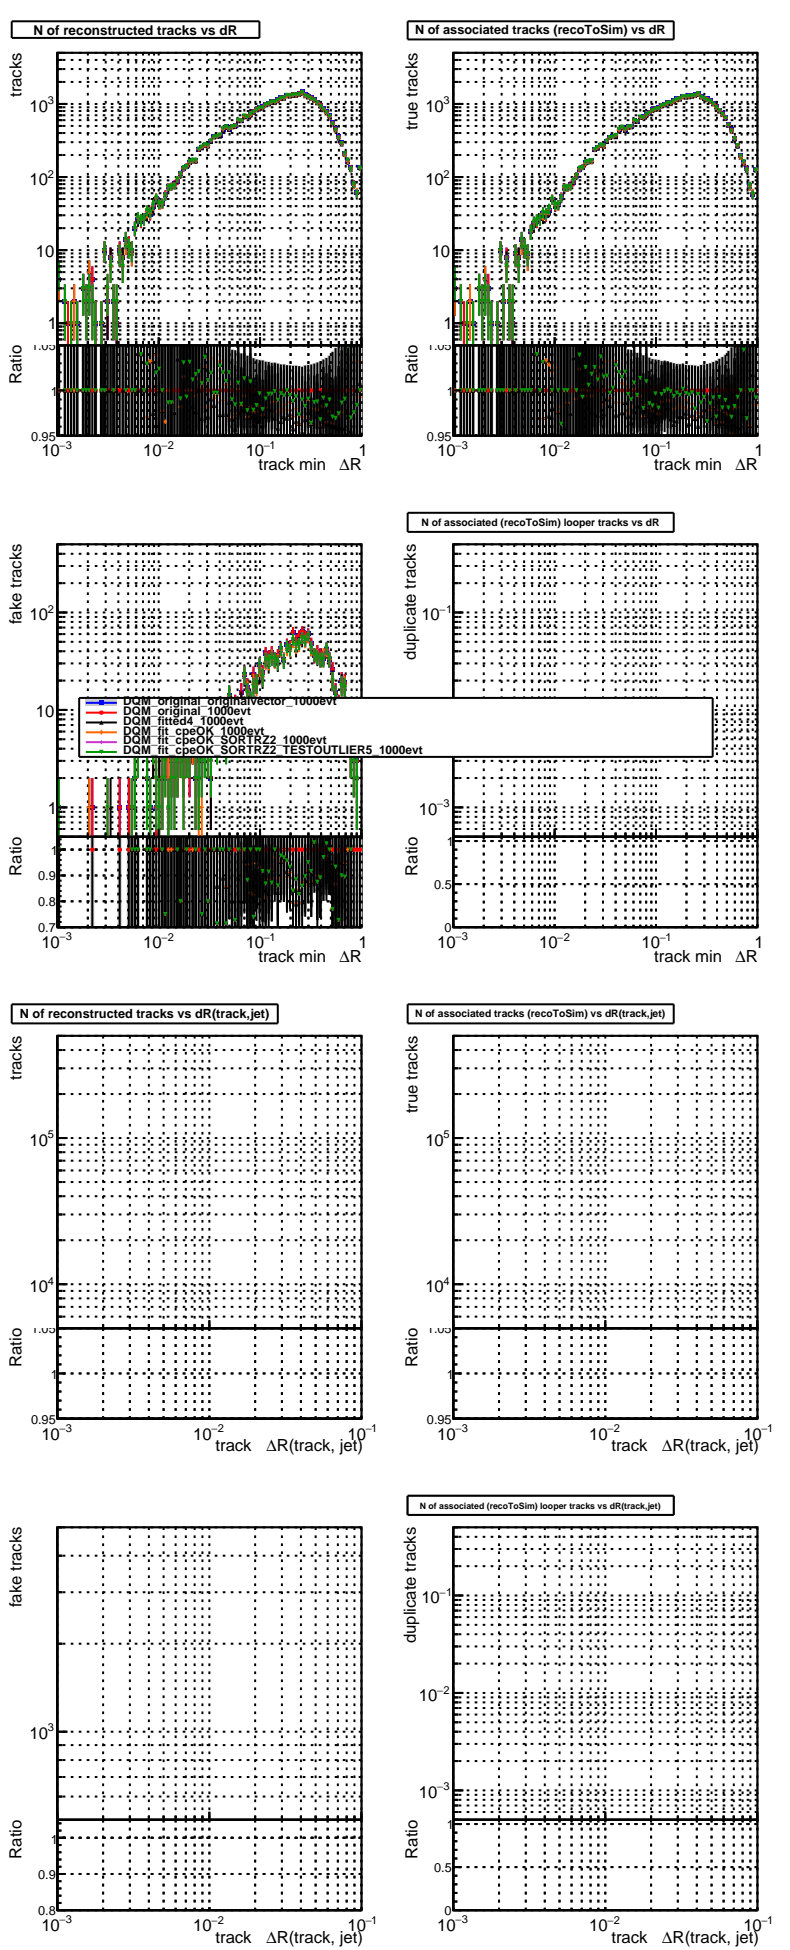 N of reconstructed tracks vs dR
N of associated tracks (recoToSim) vs dR
tracks
10³
10²
10
1
Ratio
1.05
1
0.95
10⁻³ 10⁻² 10⁻¹ 1
track min ΔR
true tracks
10³
10²
10
1
Ratio
1.05
1
0.95
10⁻³ 10⁻² 10⁻¹ 1
track min ΔR
N of associated (recoToSim) looper tracks vs dR
fake tracks
10²
10
1
Ratio
1
0.9
0.8
0.7
10⁻³ 10⁻² 10⁻¹ 1
track min ΔR
duplicate tracks
10⁻¹
10⁻³
Ratio
1
0.5
0
10⁻³ 10⁻² 10⁻¹ 1
track min ΔR
DQM_original_originalvector_1000evt
DQM_original_1000evt
DQM_fitted4_1000evt
DQM_fit_cpeOK_1000evt
DQM_fit_cpeOK_SORTRZ2_1000evt
DQM_fit_cpeOK_SORTRZ2_TESTOUTLIER5_1000evt
N of reconstructed tracks vs dR(track,jet)
N of associated tracks (recoToSim) vs dR(track,jet)
tracks
10⁵
10⁴
Ratio
1.05
1
0.95
10⁻³ 10⁻² 10⁻¹
track ΔR(track, jet)
true tracks
10⁵
10⁴
Ratio
1.05
1
0.95
10⁻³ 10⁻² 10⁻¹
track ΔR(track, jet)
N of associated (recoToSim) looper tracks vs dR(track,jet)
fake tracks
10³
Ratio
1
0.9
0.8
10⁻³ 10⁻² 10⁻¹
track ΔR(track, jet)
duplicate tracks
10⁻¹
10⁻²
10⁻³
Ratio
1
0.5
0
10⁻³ 10⁻² 10⁻¹
track ΔR(track, jet)